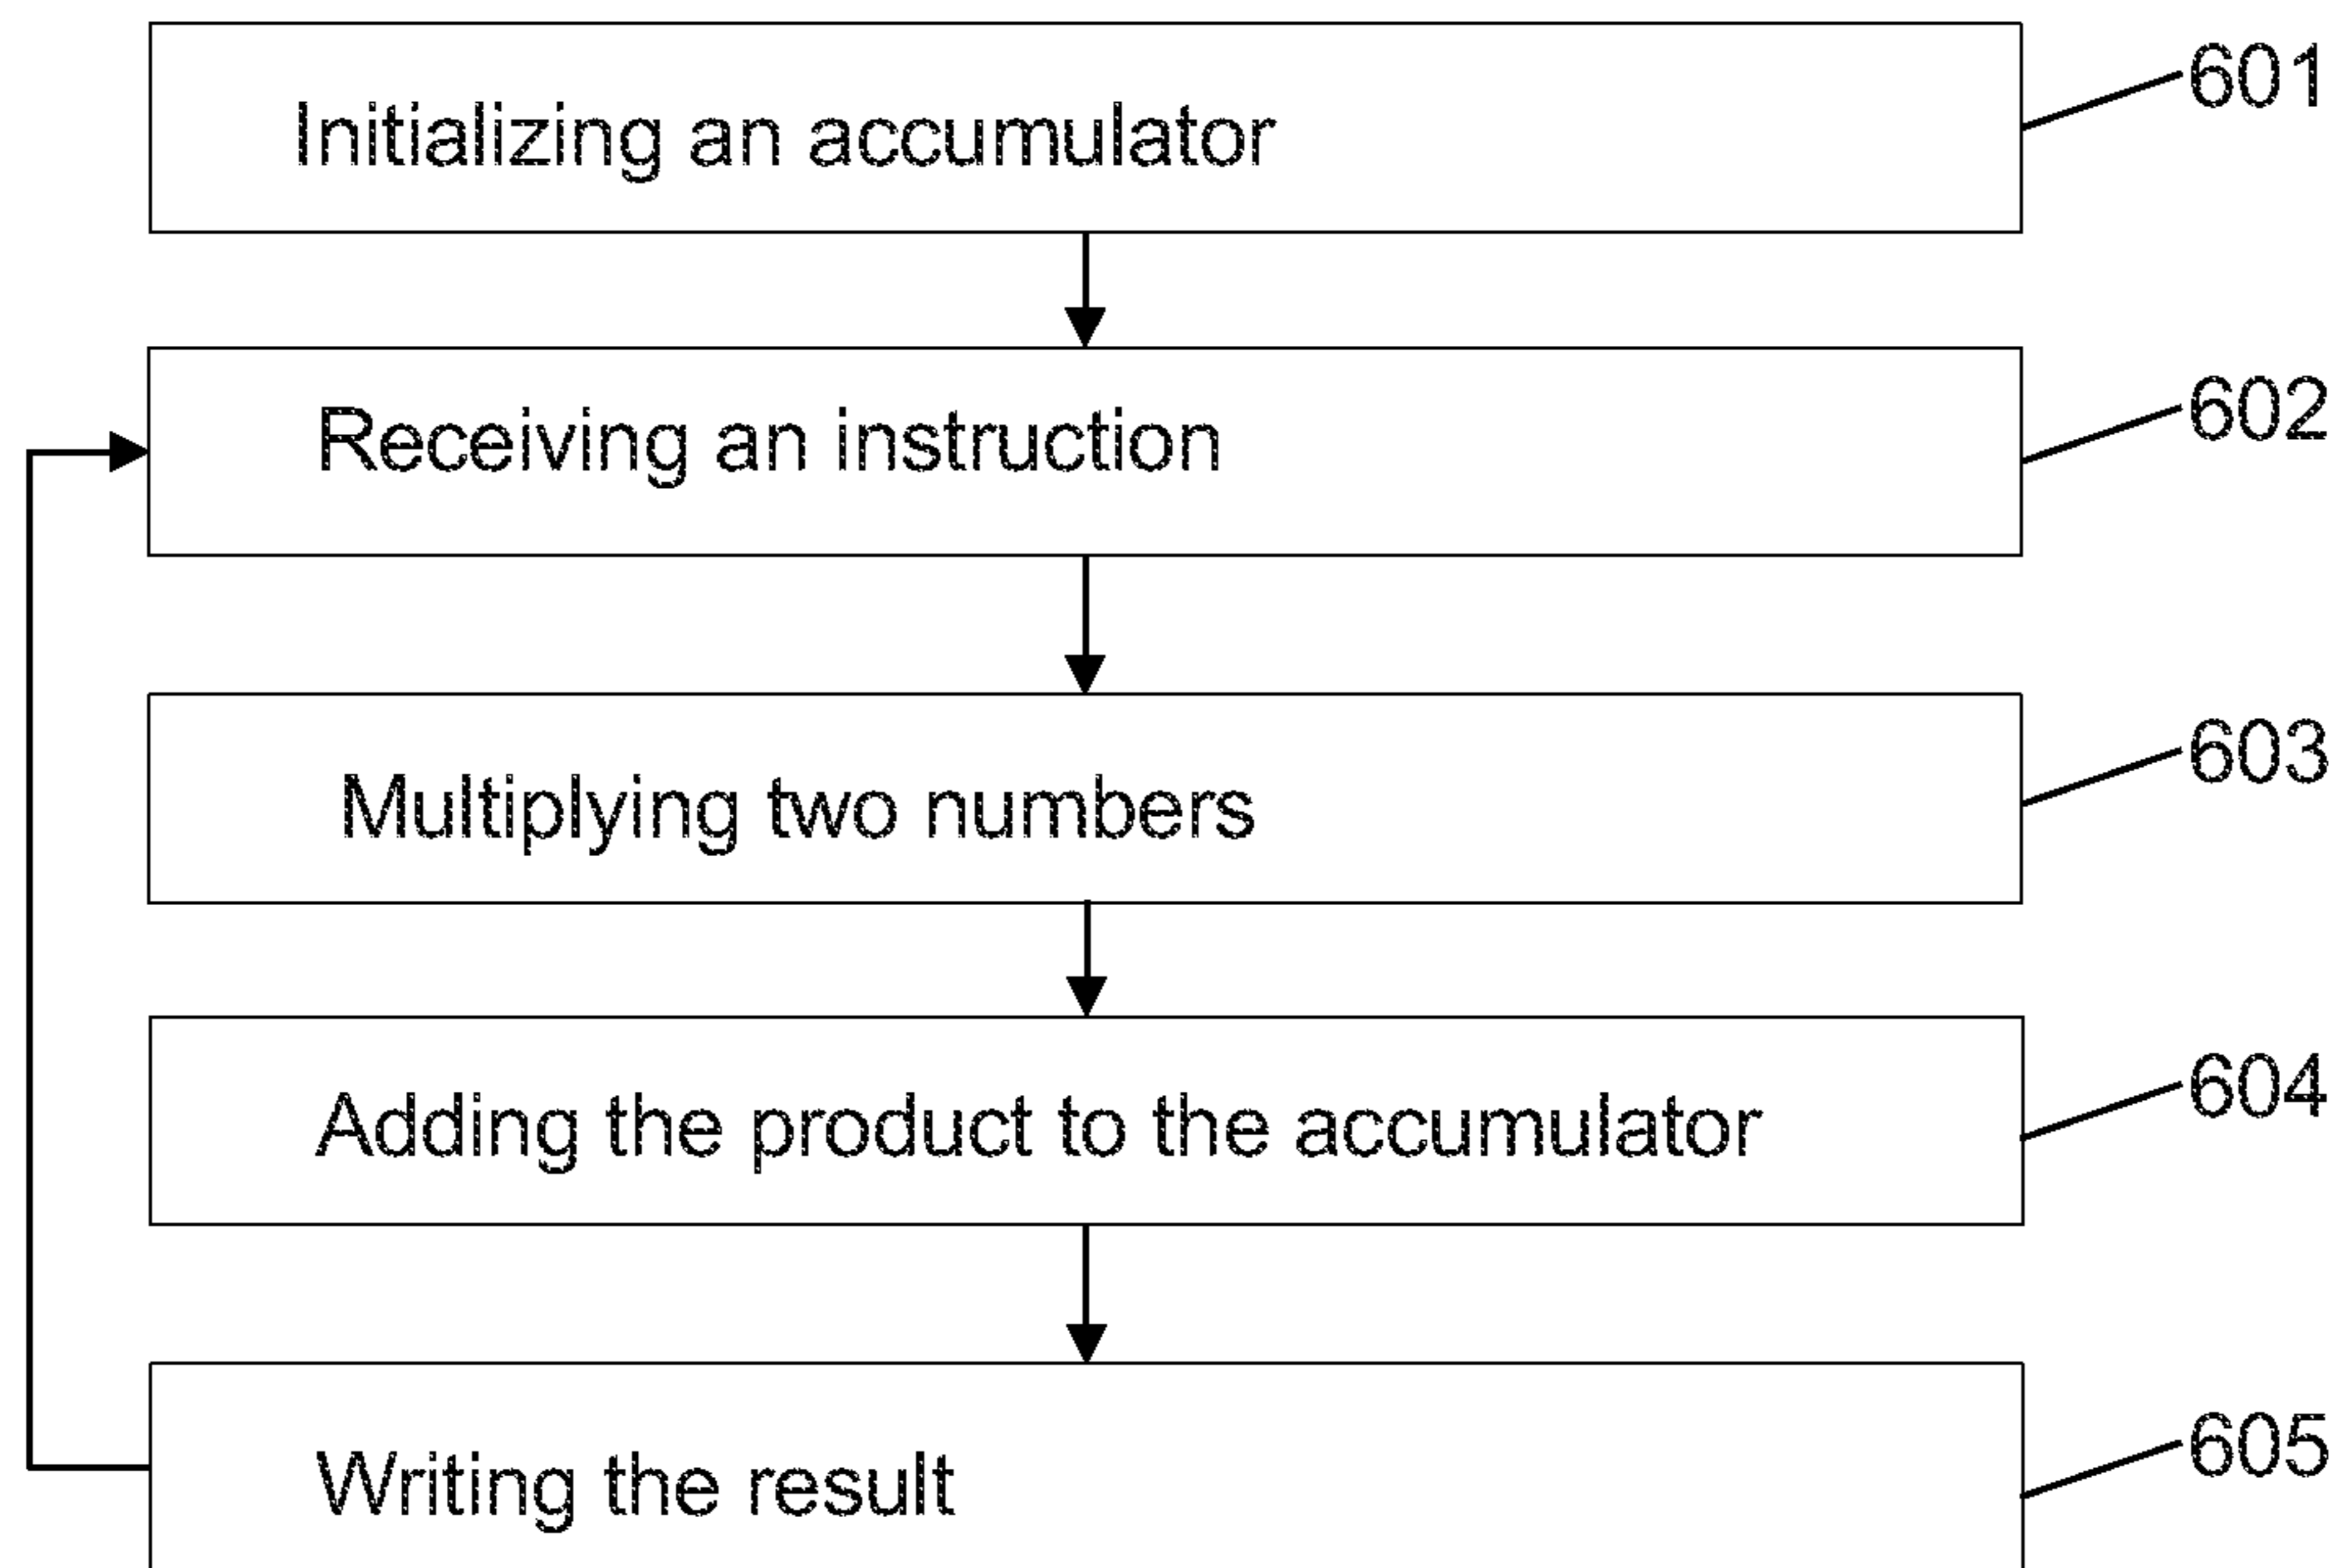 Initializing an accumulator
601
Receiving an instruction
602
Multiplying two numbers
603
Adding the product to the accumulator
604
Writing the result
605